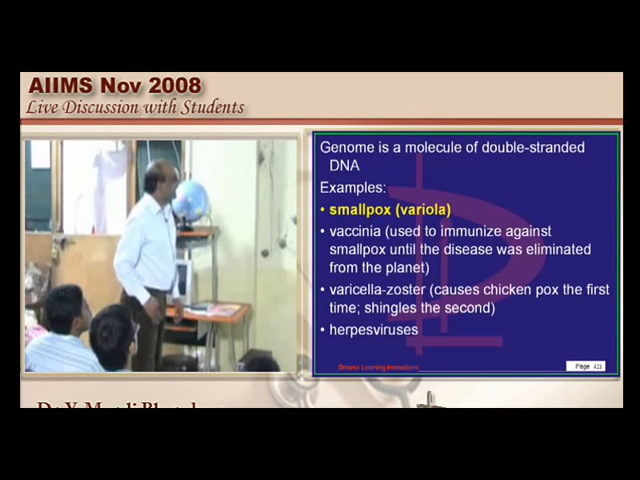 AIIMS Nov 2008
Live Discussion with Students
Genome is a molecule of double-stranded
DNA
Examples:
• smallpox (variola)
• vaccinia (used to immunize against
smallpox until the disease was eliminated
from the planet)
• varicella-zoster (causes chicken pox the first
time; shingles the second)
• herpesviruses
Learning Innovations
Page 421